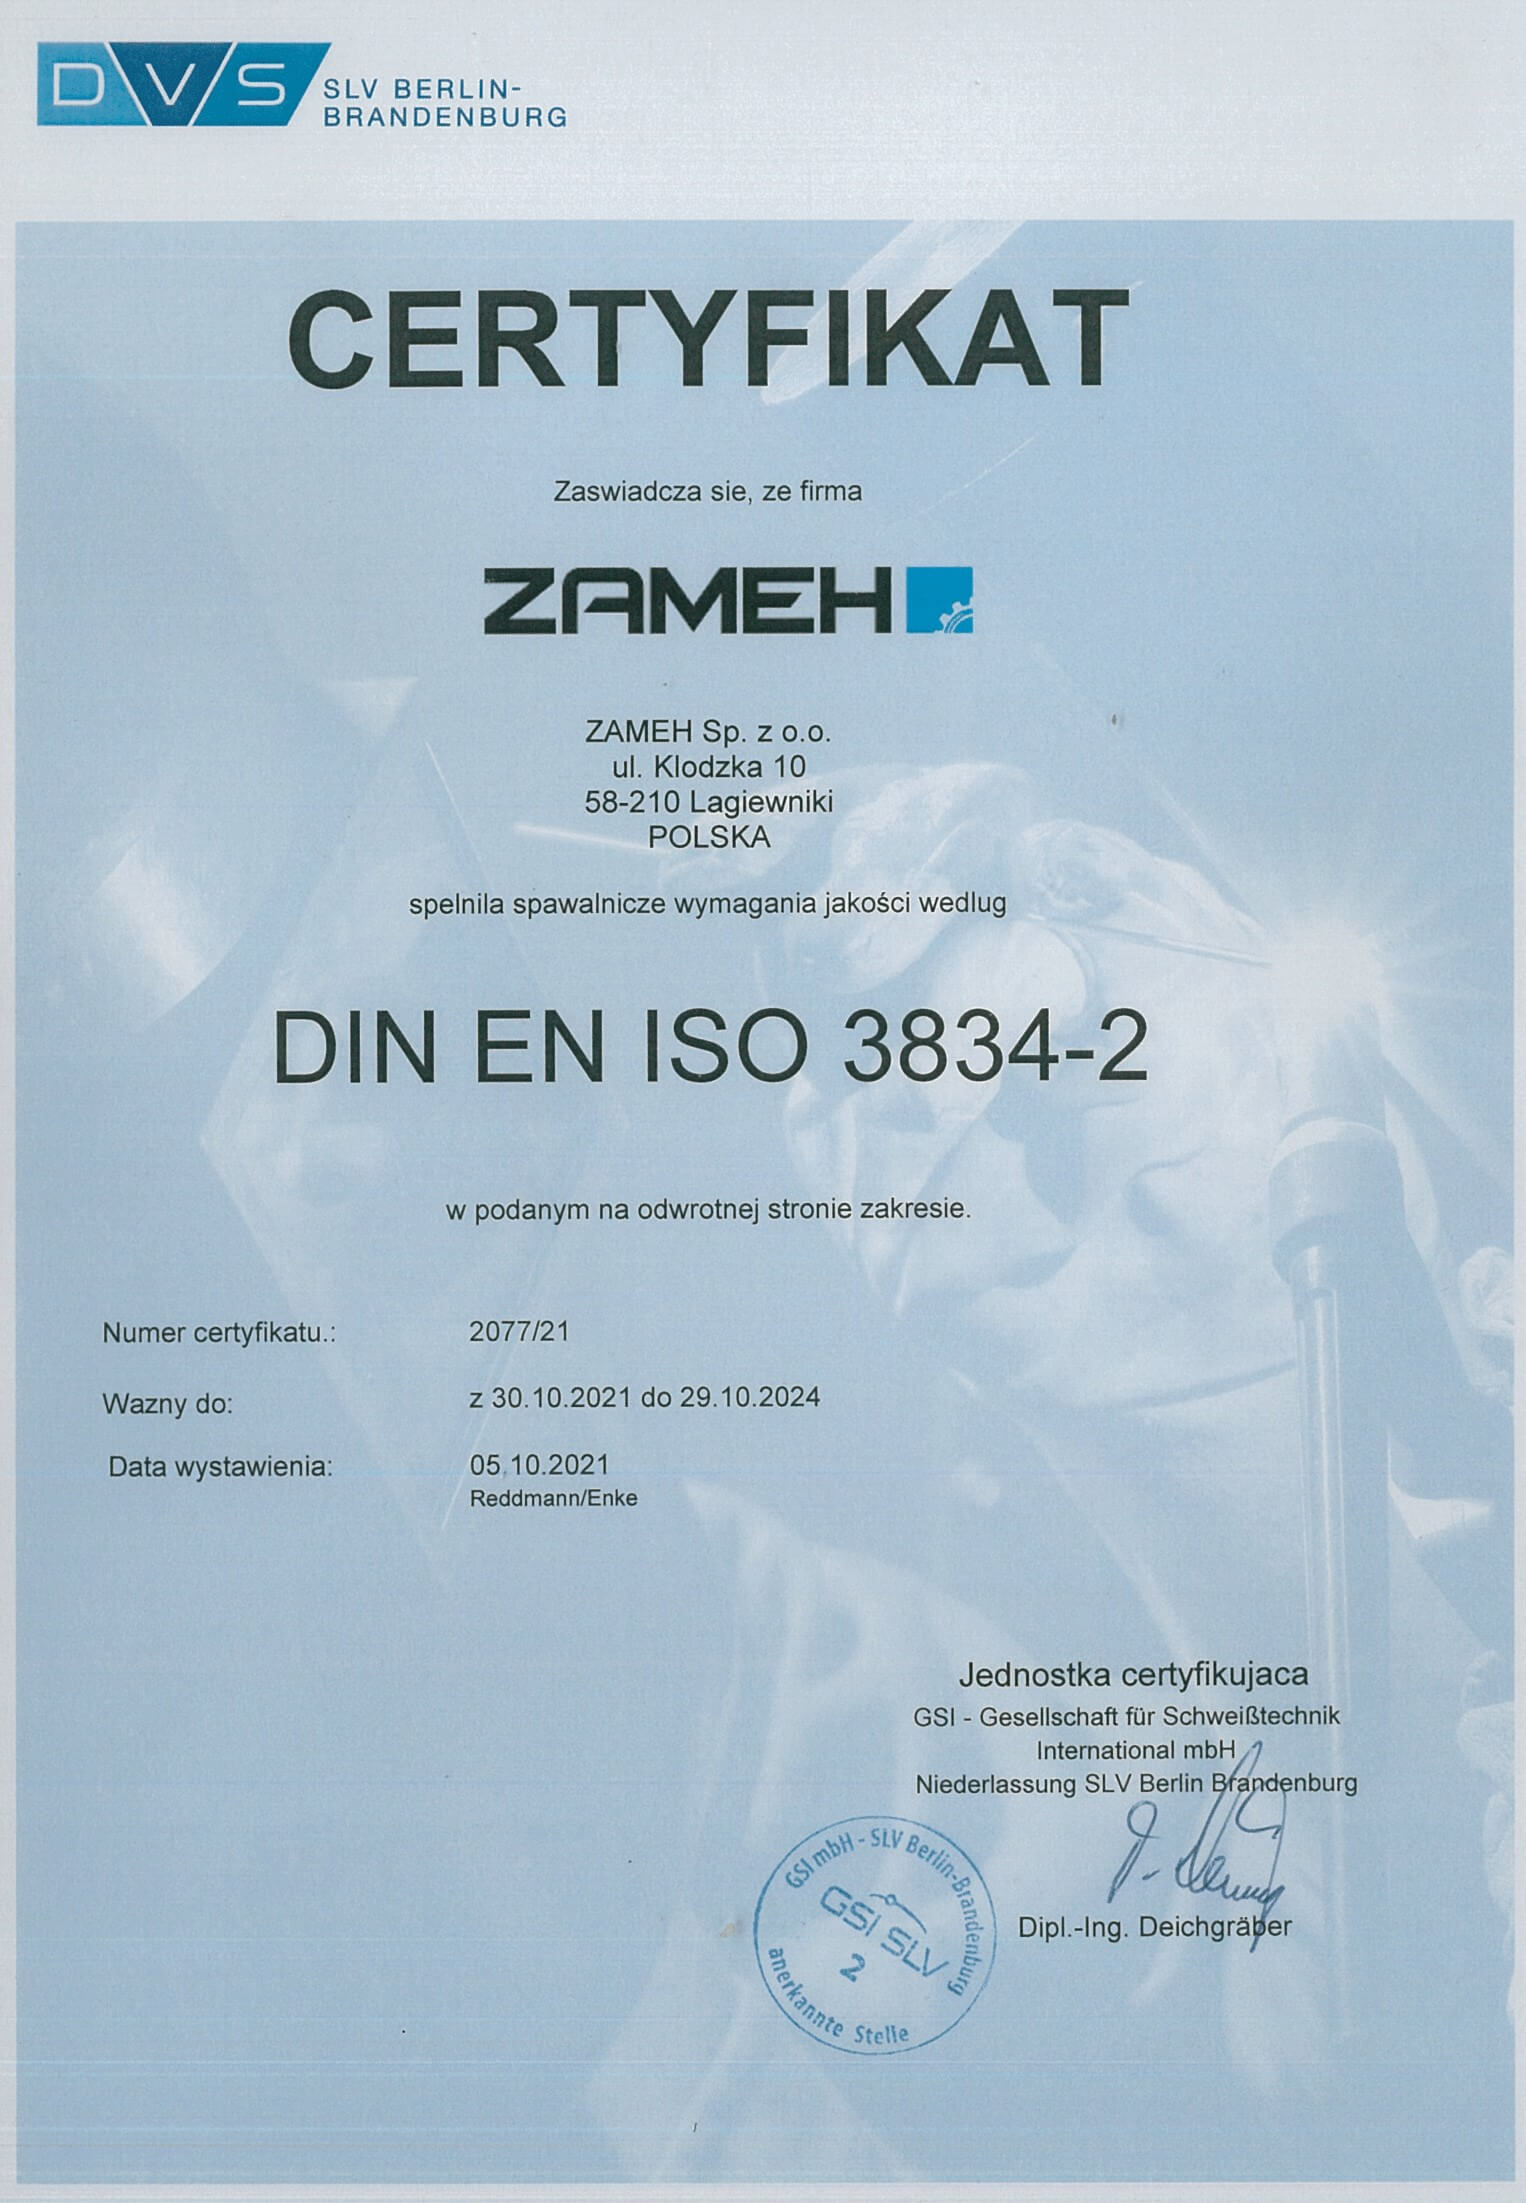 DVS SLV BERLIN-
BRANDENBURG
CERTYFIKAT
Zaswiadcza sie, ze firma
ZAMEH
ZAMEH Sp. z o.o.
ul. Klodzka 10
58-210 Lagiewniki
POLSKA
spelnila spawalnicze wymagania jakości wedlug
DIN EN ISO 3834-2
w podanym na odwrotnej stronie zakresie.
Numer certyfikatu.: 2077/21
Wazny do: z 30.10.2021 do 29.10.2024
Data wystawienia: 05.10.2021
Reddmann/Enke
Jednostka certyfikujaca
GSI - Gesellschaft für Schweißtechnik
International mbH
Niederlassung SLV Berlin Brandenburg
Dipl.-Ing. Deichgräber
GSI mbH - SLV Berlin-Brandenburg
GSI SLV
2
anerkannte Stelle